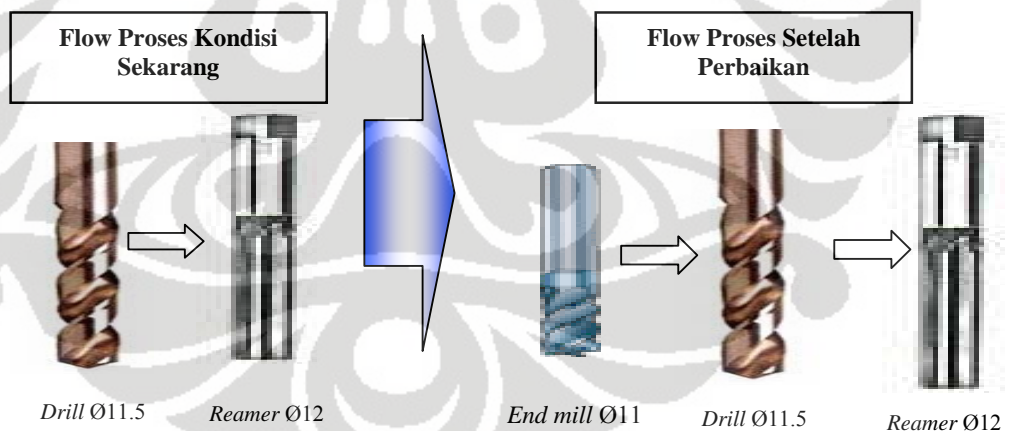 Flow Proses Kondisi
Sekarang
Flow Proses Setelah
Perbaikan
Drill Ø11.5
Reamer Ø12
End mill Ø11
Drill Ø11.5
Reamer Ø12